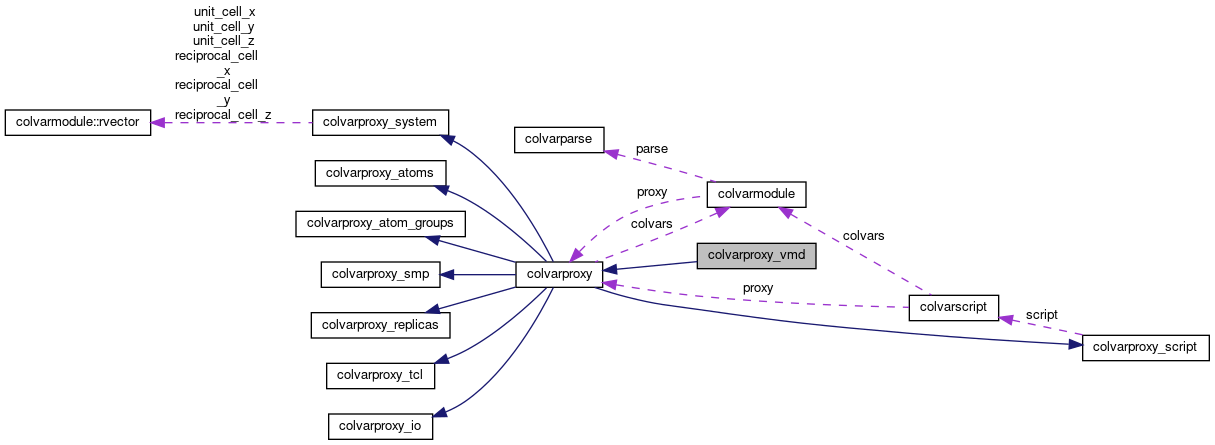 unit_cell_x
unit_cell_y
unit_cell_z
reciprocal_cell
_x
reciprocal_cell
_y
reciprocal_cell_z
colvarmodule::rvector
colvarproxy_system
colvarparse
parse
colvarproxy_atoms
proxy
colvarmodule
colvarproxy_atom_groups
colvars
colvars
colvarproxy_vmd
colvarproxy_smp
colvarproxy
proxy
colvarscript
script
colvarproxy_replicas
colvarproxy_script
colvarproxy_tcl
colvarproxy_io